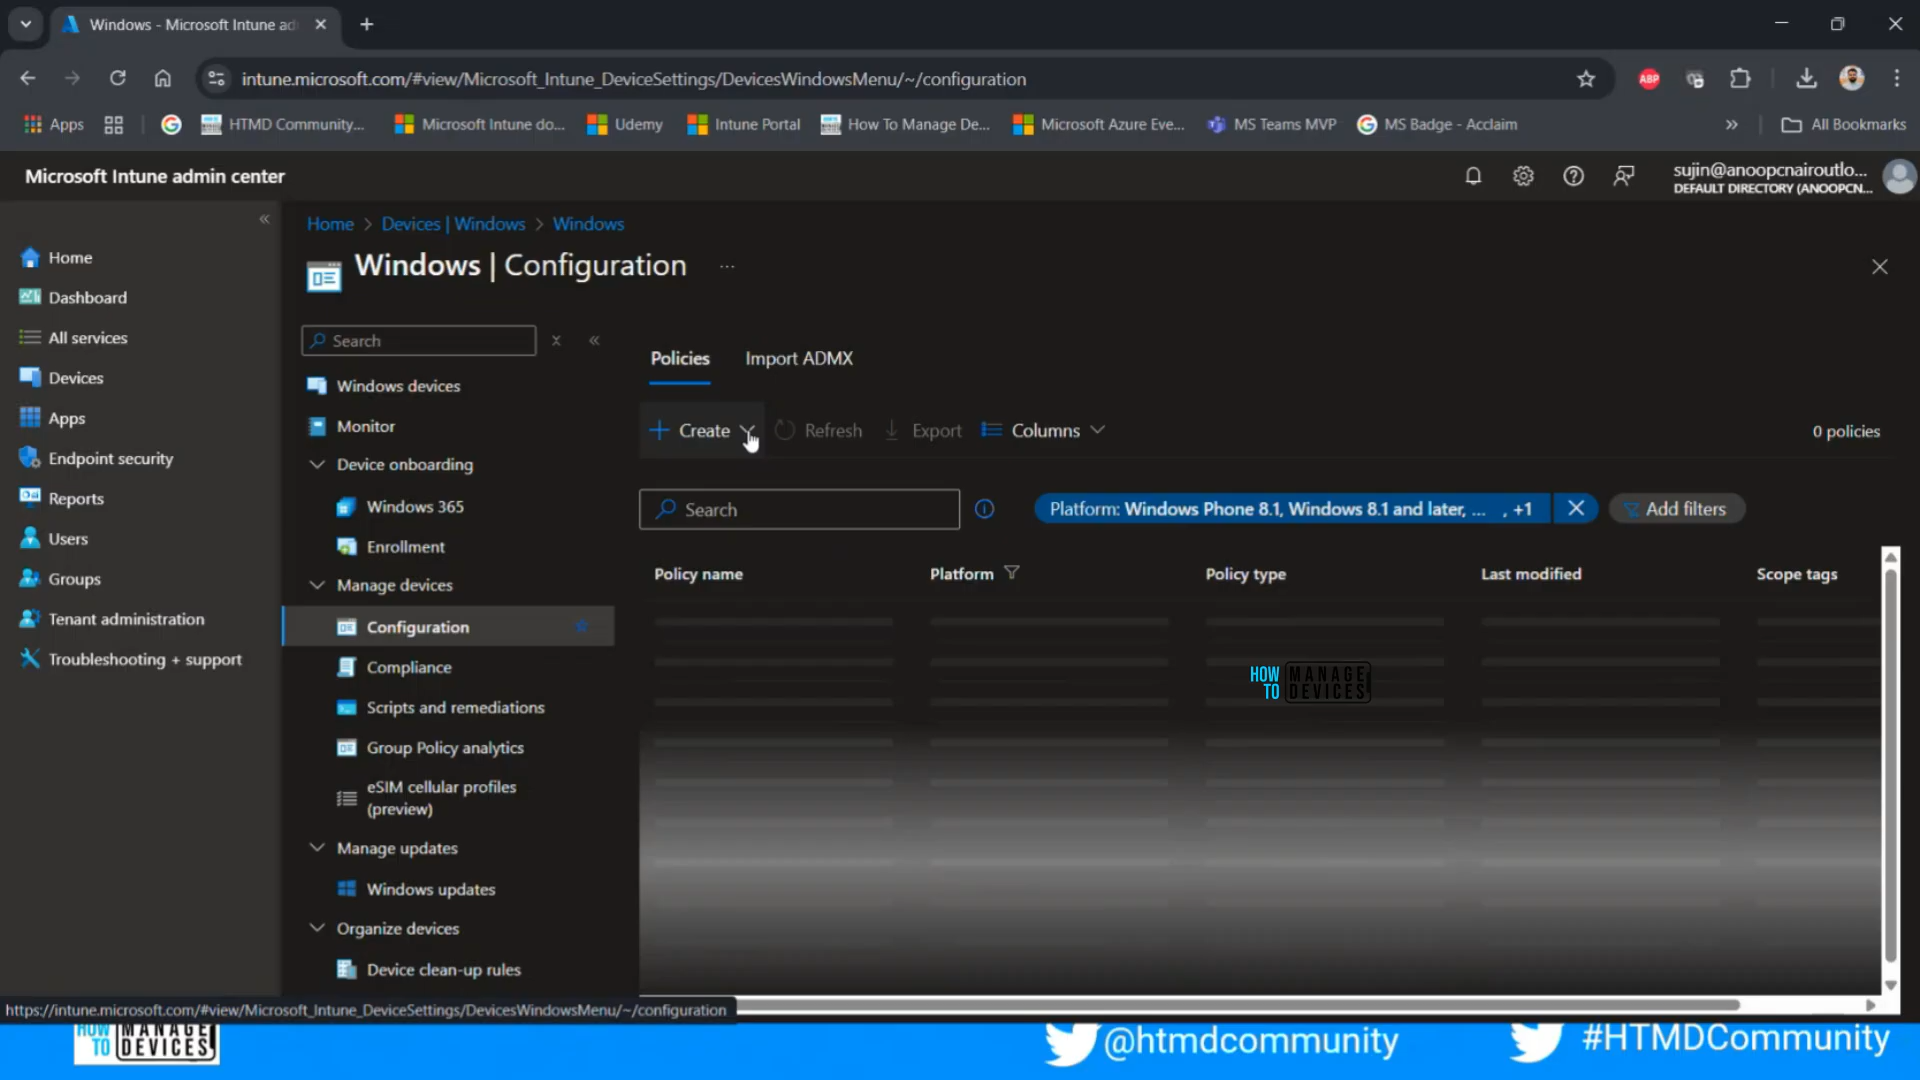 Windows - Microsoft Intune ad
intune.microsoft.com/#view/Microsoft_Intune_DeviceSettings/DevicesWindowsMenu/~/configuration
ABP
Apps
HTMD Community...
Microsoft Intune do...
Udemy
Intune Portal
How To Manage De...
Microsoft Azure Eve...
MS Teams MVP
MS Badge - Acclaim
All Bookmarks
Microsoft Intune admin center
sujin@anoopcnairoutlo...
DEFAULT DIRECTORY (ANOOPCN...
Home
Dashboard
All services
Devices
Apps
Endpoint security
Reports
Users
Groups
Tenant administration
Troubleshooting + support
Home > Devices | Windows > Windows
Windows | Configuration ...
Search
Windows devices
Monitor
Device onboarding
Windows 365
Enrollment
Manage devices
Configuration
Compliance
Scripts and remediations
Group Policy analytics
eSIM cellular profiles
(preview)
Manage updates
Windows updates
Organize devices
Device clean-up rules
Policies
Import ADMX
Create
Refresh
Export
Columns
0 policies
Search
Platform: Windows Phone 8.1, Windows 8.1 and later, ... , +1
Add filters
Policy name
Platform
Policy type
Last modified
Scope tags
HOW MANAGE
TO DEVICES
https://intune.microsoft.com/#view/Microsoft_Intune_DeviceSettings/DevicesWindowsMenu/~/configuration
HOW MANAGE
TO DEVICES
@htmdcommunity
#HTMDCommunity